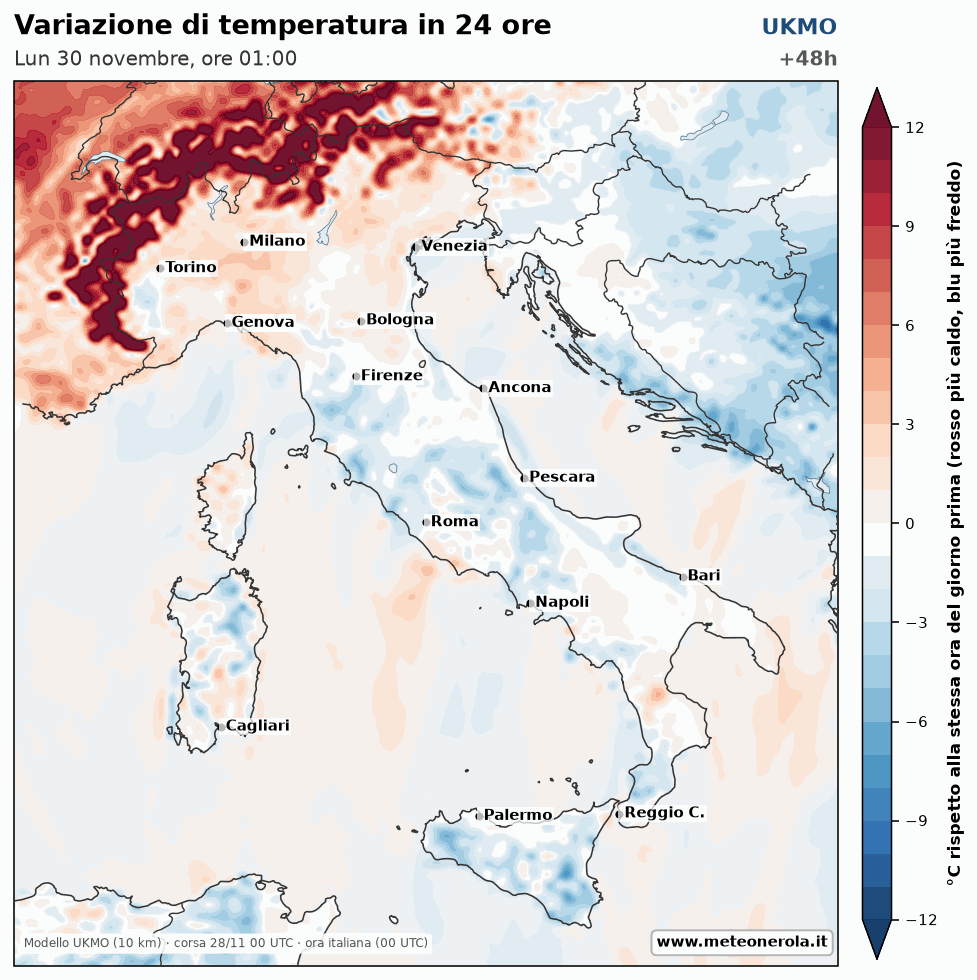 Variazione di temperatura in 24 ore
UKMO
Lun 30 novembre, ore 01:00
+48h
Milano
Venezia
Torino
Genova
Bologna
Firenze
Ancona
Pescara
Roma
Bari
Napoli
Cagliari
Palermo
Reggio C.
Modello UKMO (10 km) · corsa 28/11 00 UTC · ora italiana (00 UTC)
www.meteonerola.it
12
9
6
3
0
−3
−6
−9
−12
°C rispetto alla stessa ora del giorno prima (rosso più caldo, blu più freddo)